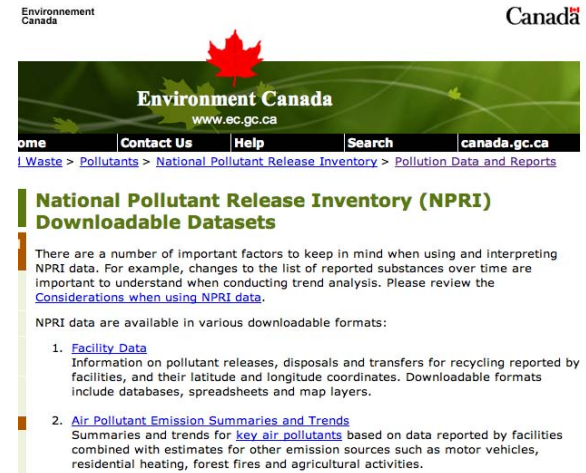 Environnement
Canada
Canada
Environment Canada
www.ec.gc.ca
ome Contact Us Help Search canada.gc.ca
d Waste > Pollutants > National Pollutant Release Inventory > Pollution Data and Reports
National Pollutant Release Inventory (NPRI)
Downloadable Datasets
There are a number of important factors to keep in mind when using and interpreting
NPRI data. For example, changes to the list of reported substances over time are
important to understand when conducting trend analysis. Please review the
Considerations when using NPRI data.
NPRI data are available in various downloadable formats:
1. Facility Data
Information on pollutant releases, disposals and transfers for recycling reported by
facilities, and their latitude and longitude coordinates. Downloadable formats
include databases, spreadsheets and map layers.
2. Air Pollutant Emission Summaries and Trends
Summaries and trends for key air pollutants based on data reported by facilities
combined with estimates for other emission sources such as motor vehicles,
residential heating, forest fires and agricultural activities.